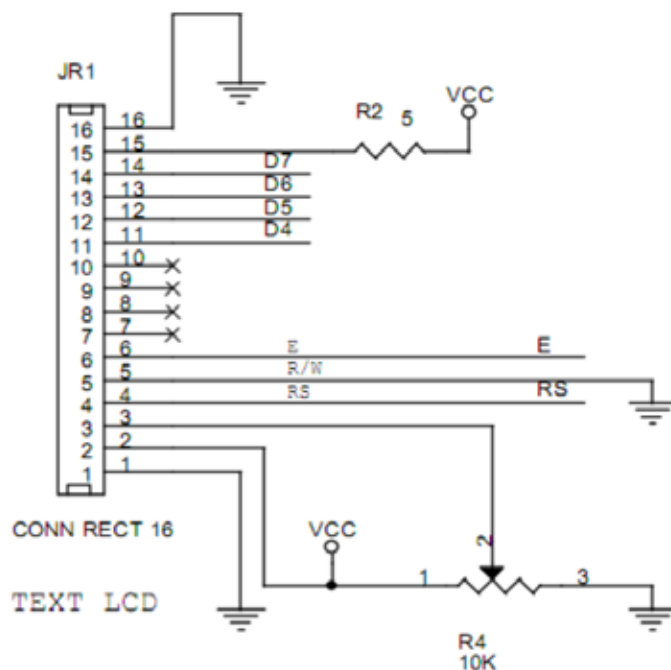 JR1
R2 5 VCC
16 16
15 15
14 14 D7
13 13 D6
12 12 D5
11 11 D4
10 10
9 9
8 8
7 7
6 6 E E
5 5 R/W
4 4 RS RS
3 3
2 2
1 1
CONN RECT 16
VCC
2
1 3
TEXT LCD
R4
10K